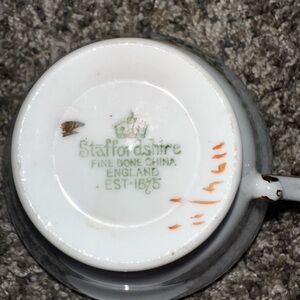 Staffordshire
FINE BONE CHINA
ENGLAND
EST·1875